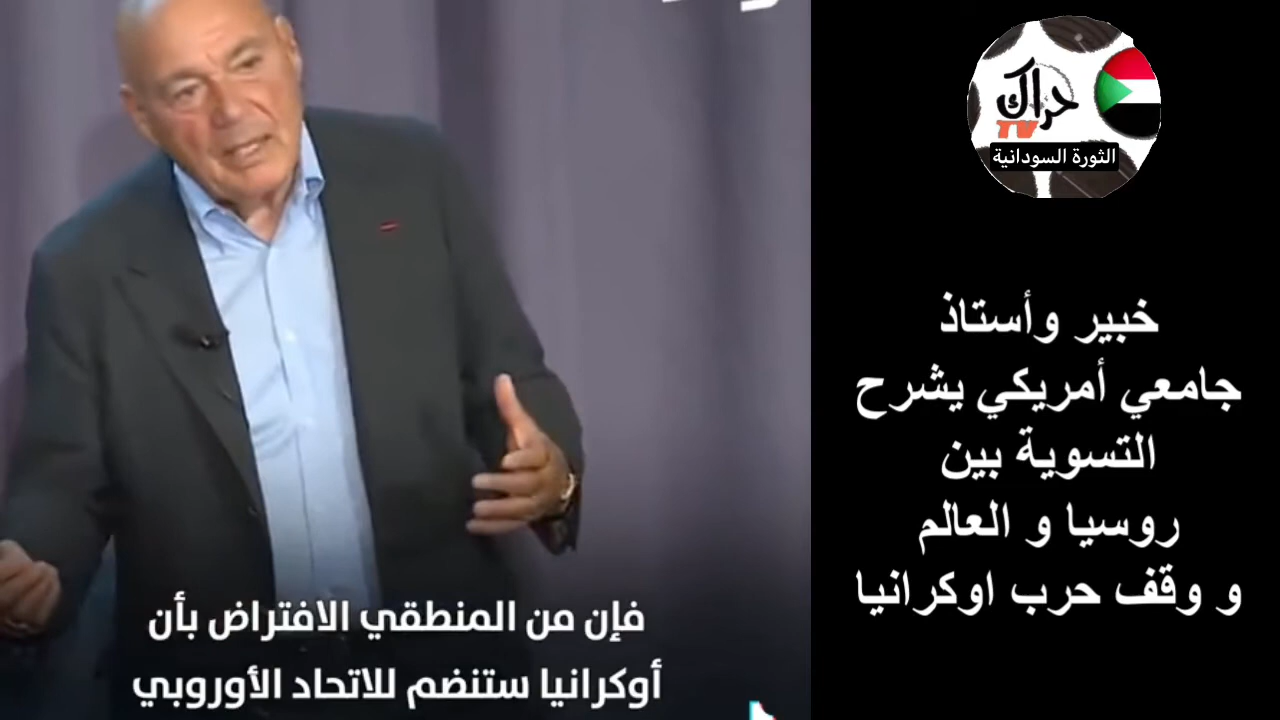 حراك
TV
الثورة السودانية
خبير وأستاذ
جامعي أمريكي يشرح
التسوية بين
روسيا و العالم
و وقف حرب اوكرانيا
فإن من المنطقي الافتراض بأن
أوكرانيا ستنضم للاتحاد الأوروبي